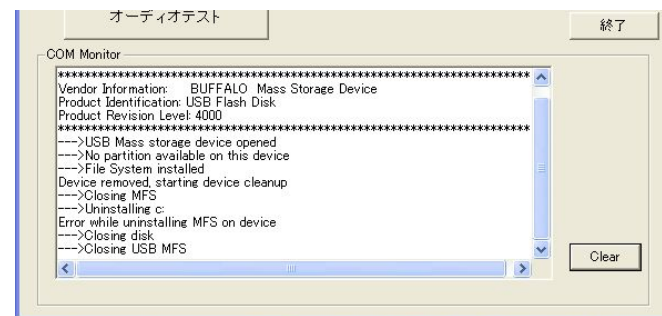 オーディオテスト
終了
COM Monitor
**********************************************************************
Vendor Information:     BUFFALO  Mass Storage Device
Product Identification: USB Flash Disk
Product Revision Level: 4000
**********************************************************************
--->USB Mass storage device opened
--->No partition available on this device
--->File System installed
Device removed, starting device cleanup
--->Closing MFS
--->Uninstalling c:
Error while uninstalling MFS on device
--->Closing disk
--->Closing USB MFS
Clear